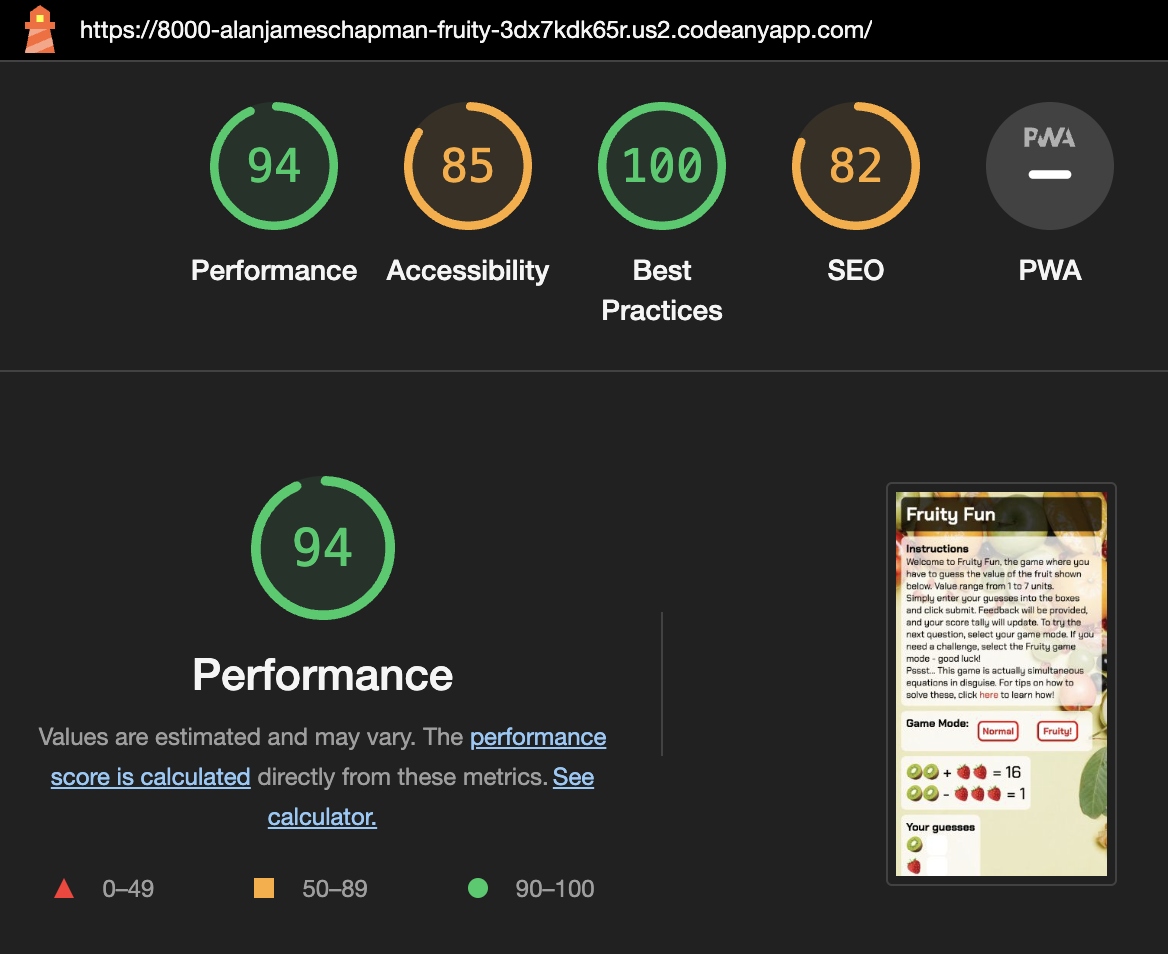 https://8000-alanjameschapman-fruity-3dx7kdk65r.us2.codeanyapp.com/
94
85
100
82
PWA
Performance
Accessibility
Best
Practices
SEO
PWA
94
Performance
Values are estimated and may vary. The performance
score is calculated directly from these metrics. See
calculator.
0–49
50–89
90–100
Fruity Fun
Instructions
Welcome to Fruity Fun, the game where you
have to guess the value of the fruit shown
below. Value range from 1 to 7 units.
Simply enter your guesses into the boxes
and click submit. Feedback will be provided,
and your score tally will update. To try the
next question, select your game mode. If you
need a challenge, select the Fruity game
mode - good luck!
Pssst... This game is actually simultaneous
equations in disguise. For tips on how to
solve these, click here to learn how!
Game Mode:
Normal
Fruity!
+ = 16
- = 1
Your guesses